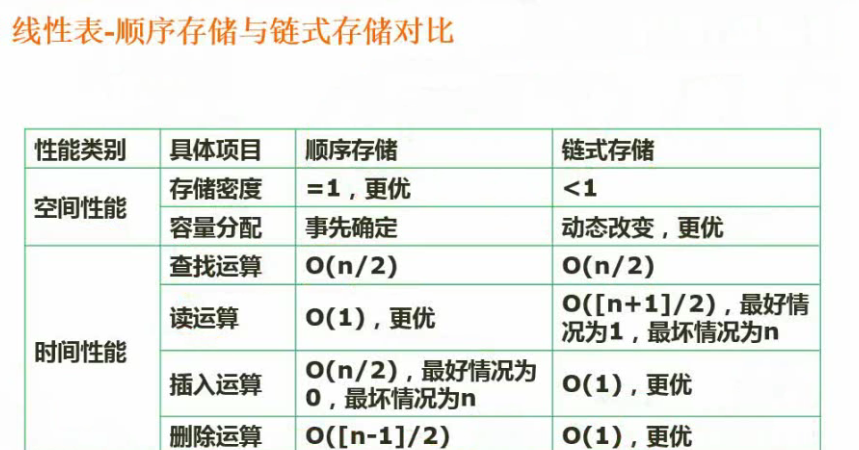 线性表-顺序存储与链式存储对比
性能类别 具体项目 顺序存储 链式存储
空间性能 存储密度 =1，更优 <1
容量分配 事先确定 动态改变，更优
时间性能 查找运算 O(n/2) O(n/2)
读运算 O(1)，更优 O([n+1]/2)，最好情
况为1，最坏情况为n
插入运算 O(n/2)，最好情况为
0，最坏情况为n O(1)，更优
删除运算 O([n-1]/2) O(1)，更优